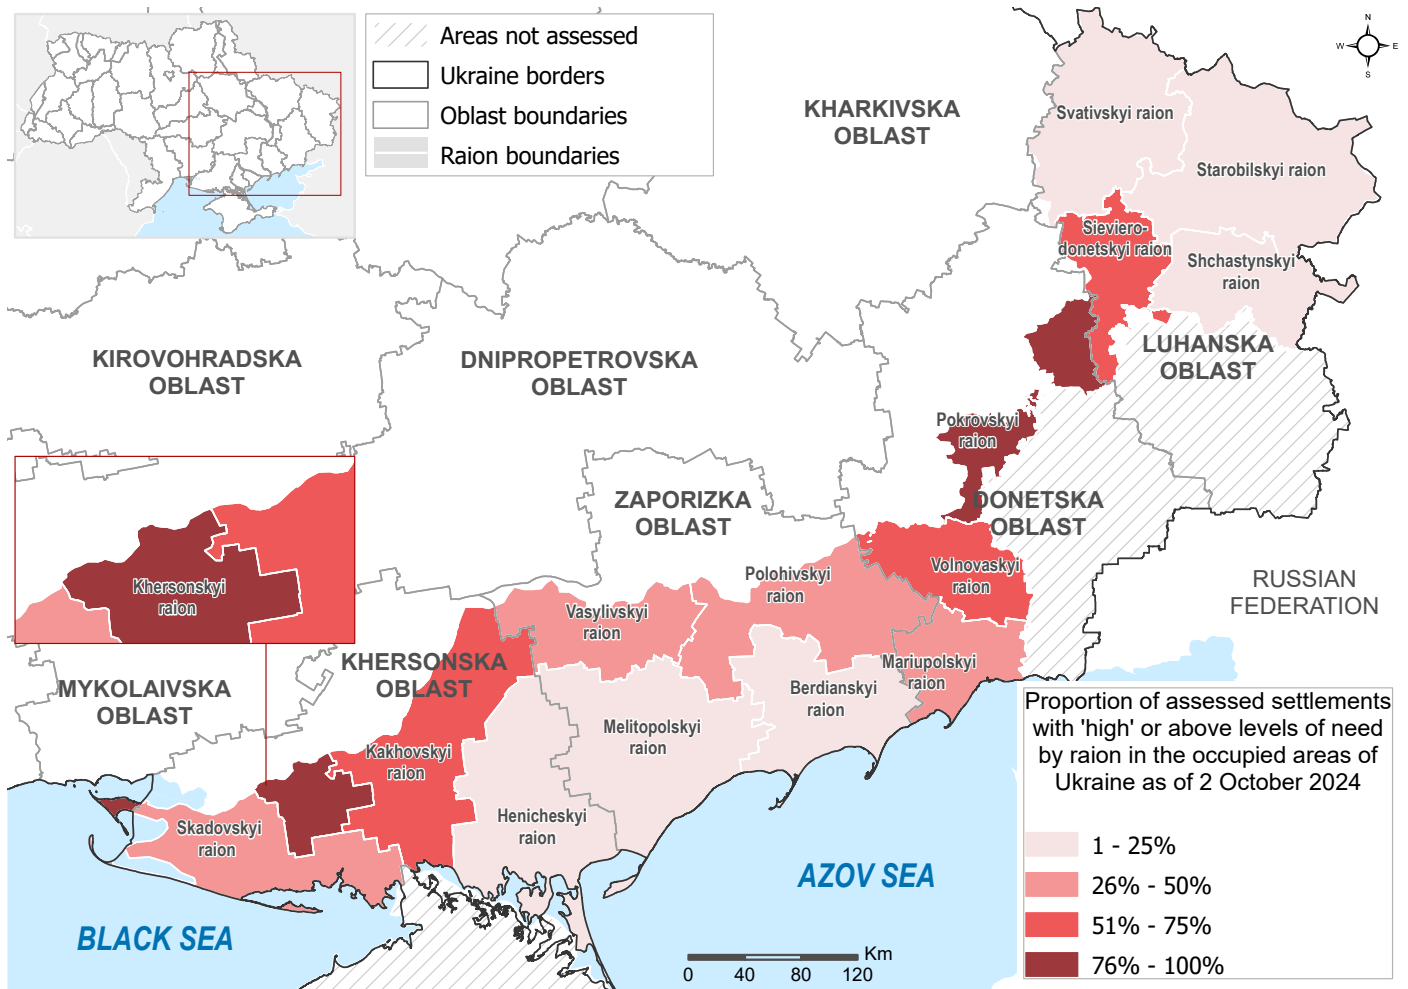 Areas not assessed
Ukraine borders
Oblast boundaries
Raion boundaries
N
W
E
S
KHARKIVSKA
OBLAST
Svativskyi raion
Starobilskyi raion
Sieviero-
donetskyi raion
Shchastynskyi
raion
KIROVOHRADSKA
OBLAST
DNIPROPETROVSKA
OBLAST
LUHANSKA
OBLAST
Pokrovskyi
raion
ZAPORIZKA
OBLAST
DONETSKA
OBLAST
Khersonskyi
raion
Polohivskyi
raion
Volnovaskyi
raion
RUSSIAN
FEDERATION
Vasylivskyi
raion
KHERSONSKA
OBLAST
Mariupolskyi
raion
MYKOLAIVSKA
OBLAST
Berdianskyi
raion
Melitopolskyi
raion
Kakhovskyi
raion
Henicheskyi
raion
Skadovskyi
raion
AZOV SEA
BLACK SEA
Km
0 40 80 120
Proportion of assessed settlements
with 'high' or above levels of need
by raion in the occupied areas of
Ukraine as of 2 October 2024
1 - 25%
26% - 50%
51% - 75%
76% - 100%